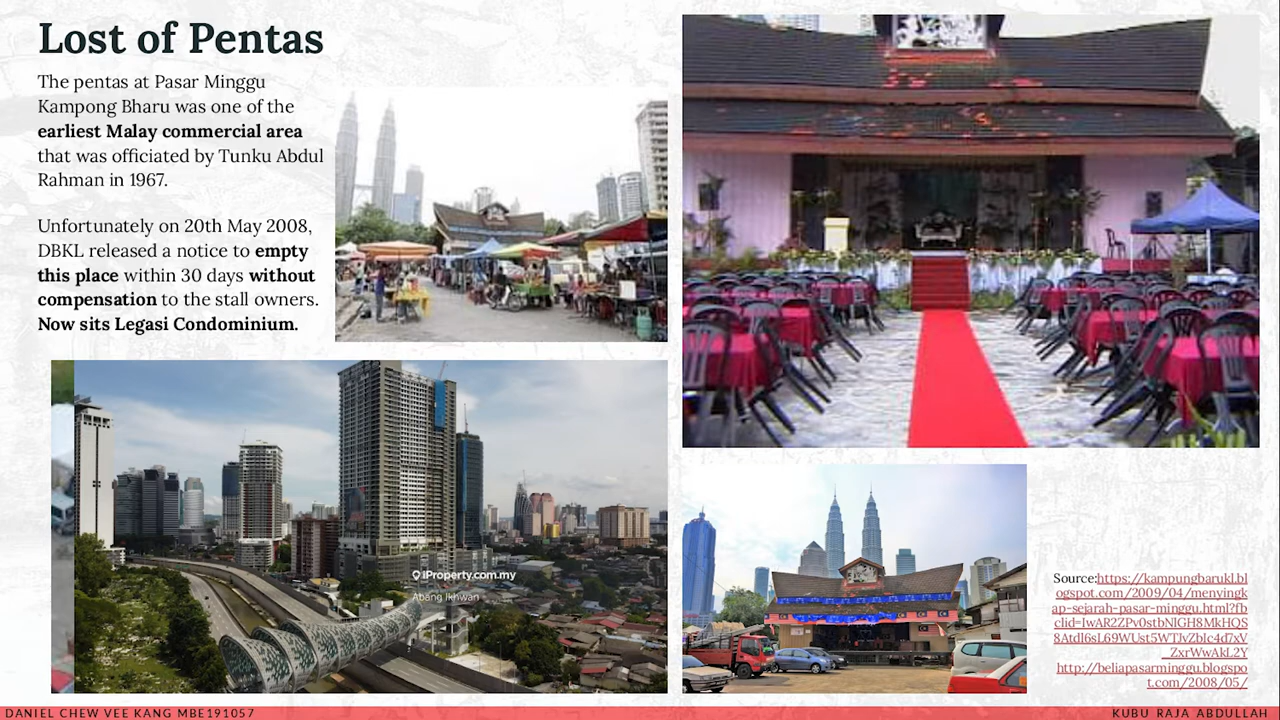 Lost of Pentas
The pentas at Pasar Minggu
Kampong Bharu was one of the
earliest Malay commercial area
that was officiated by Tunku Abdul
Rahman in 1967.
Unfortunately on 20th May 2008,
DBKL released a notice to empty
this place within 30 days without
compensation to the stall owners.
Now sits Legasi Condominium.
iProperty.com.my
Abang Ikhwan
Source:https://kampungbarukl.bl
ogspot.com/2009/04/menyingk
ap-sejarah-pasar-minggu.html?fb
clid=IwAR2ZPv0stbNIGH8MkHQS
8Atdl6sL69WUst5WTJvZbIc4d7xV
_ZxrWwAkL2Y
http://beliapasarminggu.blogspo
t.com/2008/05/
DANIEL CHEW VEE KANG MBE191057
KUBU RAJA ABDULLAH